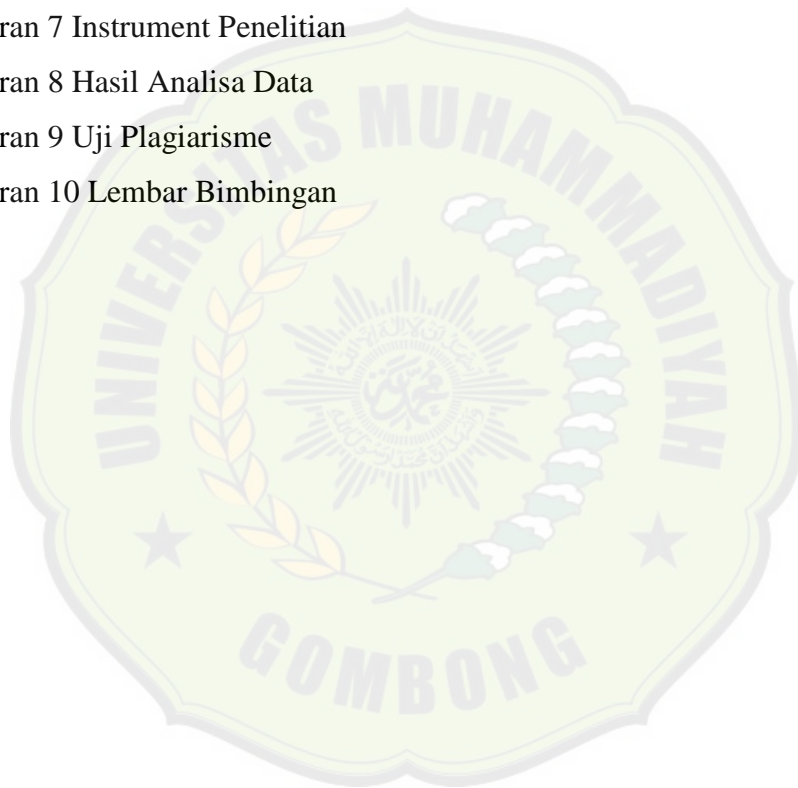 ran 7 Instrument Penelitian
ran 8 Hasil Analisa Data
ran 9 Uji Plagiarisme
ran 10 Lembar Bimbingan
UNIVERSITAS MUHAMMADIYAH
GOMBONG